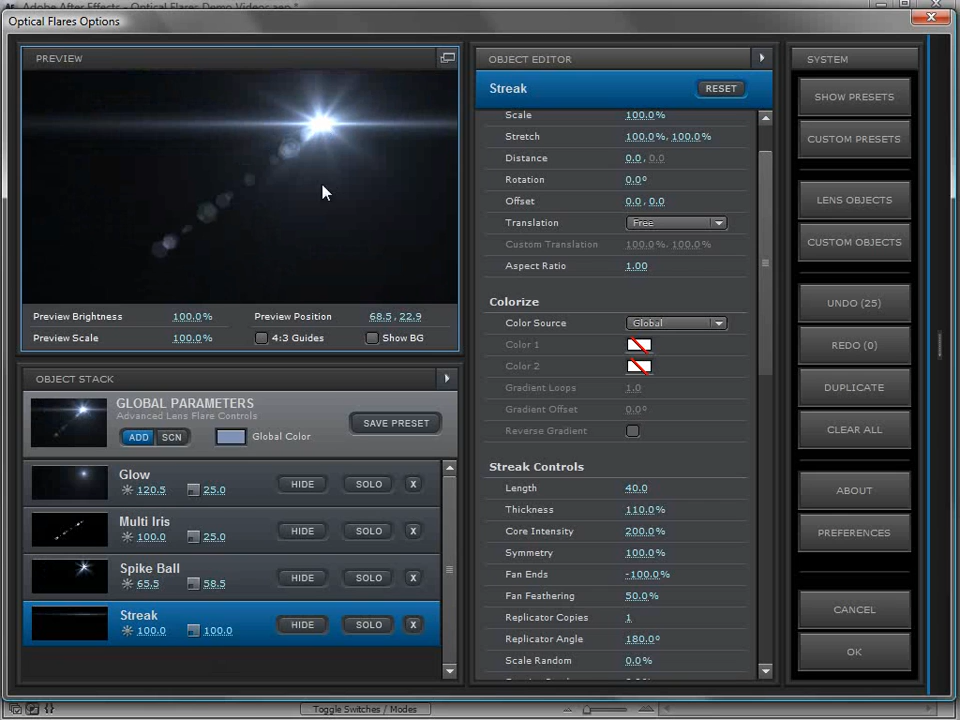 Adobe After Effects - Optical Flares Demo Videos.aep *
Optical Flares Options
PREVIEW
Preview Brightness 100.0% Preview Position 68.5 , 22.9
Preview Scale 100.0% 4:3 Guides Show BG
OBJECT STACK
GLOBAL PARAMETERS
Advanced Lens Flare Controls
SAVE PRESET
ADD SCN Global Color
Glow
120.5 25.0 HIDE SOLO X
Multi Iris
100.0 25.0 HIDE SOLO X
Spike Ball
65.5 58.5 HIDE SOLO X
Streak
100.0 100.0 HIDE SOLO X
OBJECT EDITOR
Streak RESET
Scale 100.0%
Stretch 100.0%, 100.0%
Distance 0.0 , 0.0
Rotation 0.0°
Offset 0.0 , 0.0
Translation Free
Custom Translation 100.0%, 100.0%
Aspect Ratio 1.00
Colorize
Color Source Global
Color 1
Color 2
Gradient Loops 1.0
Gradient Offset 0.0°
Reverse Gradient
Streak Controls
Length 40.0
Thickness 110.0%
Core Intensity 200.0%
Symmetry 100.0%
Fan Ends -100.0%
Fan Feathering 50.0%
Replicator Copies 1
Replicator Angle 180.0°
Scale Random 0.0%
SYSTEM
SHOW PRESETS
CUSTOM PRESETS
LENS OBJECTS
CUSTOM OBJECTS
UNDO (25)
REDO (0)
DUPLICATE
CLEAR ALL
ABOUT
PREFERENCES
CANCEL
OK
Toggle Switches / Modes